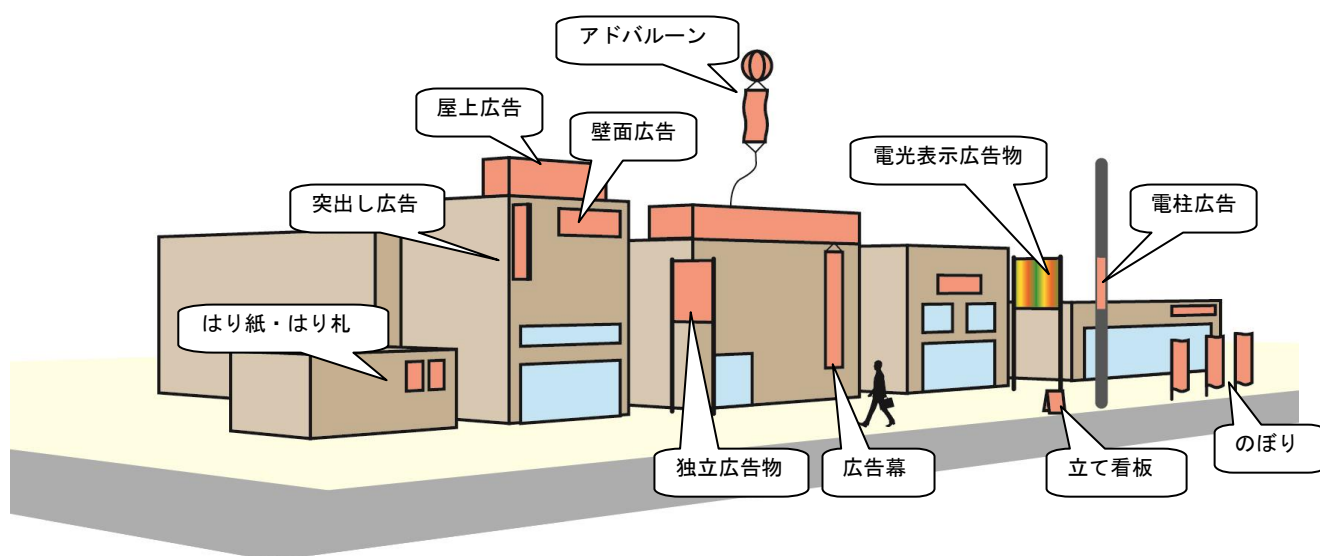 アドバルーン
屋上広告
壁面広告
電光表示広告物
突出し広告
電柱広告
はり紙・はり札
独立広告物
広告幕
立て看板
のぼり